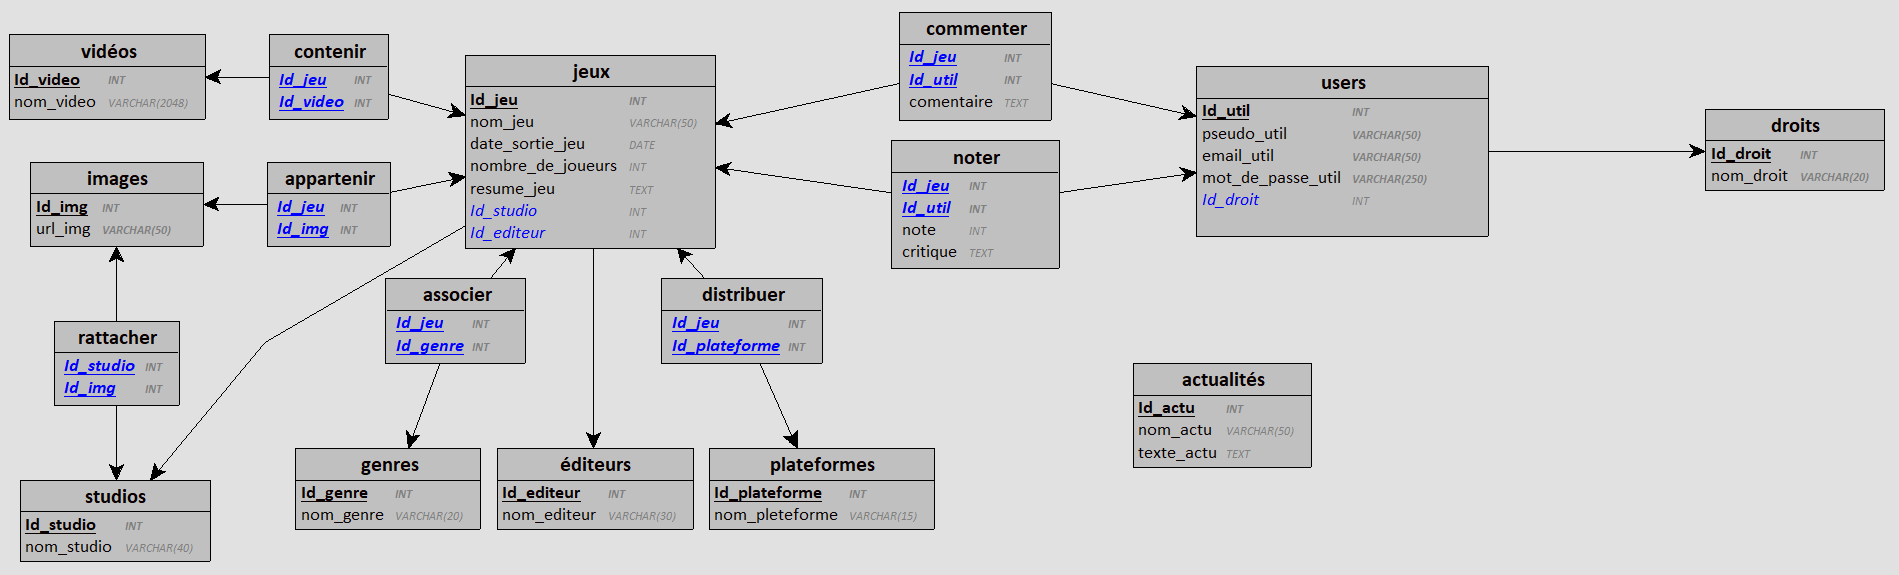 vidéos
Id_video INT
nom_video VARCHAR(2048)
contenir
Id_jeu INT
Id_video INT
jeux
Id_jeu INT
nom_jeu VARCHAR(50)
date_sortie_jeu DATE
nombre_de_joueurs INT
resume_jeu TEXT
Id_studio INT
Id_editeur INT
commenter
Id_jeu INT
Id_util INT
comentaire TEXT
users
Id_util INT
pseudo_util VARCHAR(50)
email_util VARCHAR(50)
mot_de_passe_util VARCHAR(250)
Id_droit INT
droits
Id_droit INT
nom_droit VARCHAR(20)
images
Id_img INT
url_img VARCHAR(50)
appartenir
Id_jeu INT
Id_img INT
noter
Id_jeu INT
Id_util INT
note INT
critique TEXT
rattacher
Id_studio INT
Id_img INT
associer
Id_jeu INT
Id_genre INT
distribuer
Id_jeu INT
Id_plateforme INT
actualités
Id_actu INT
nom_actu VARCHAR(50)
texte_actu TEXT
studios
Id_studio INT
nom_studio VARCHAR(40)
genres
Id_genre INT
nom_genre VARCHAR(20)
éditeurs
Id_editeur INT
nom_editeur VARCHAR(30)
plateformes
Id_plateforme INT
nom_pleteforme VARCHAR(15)